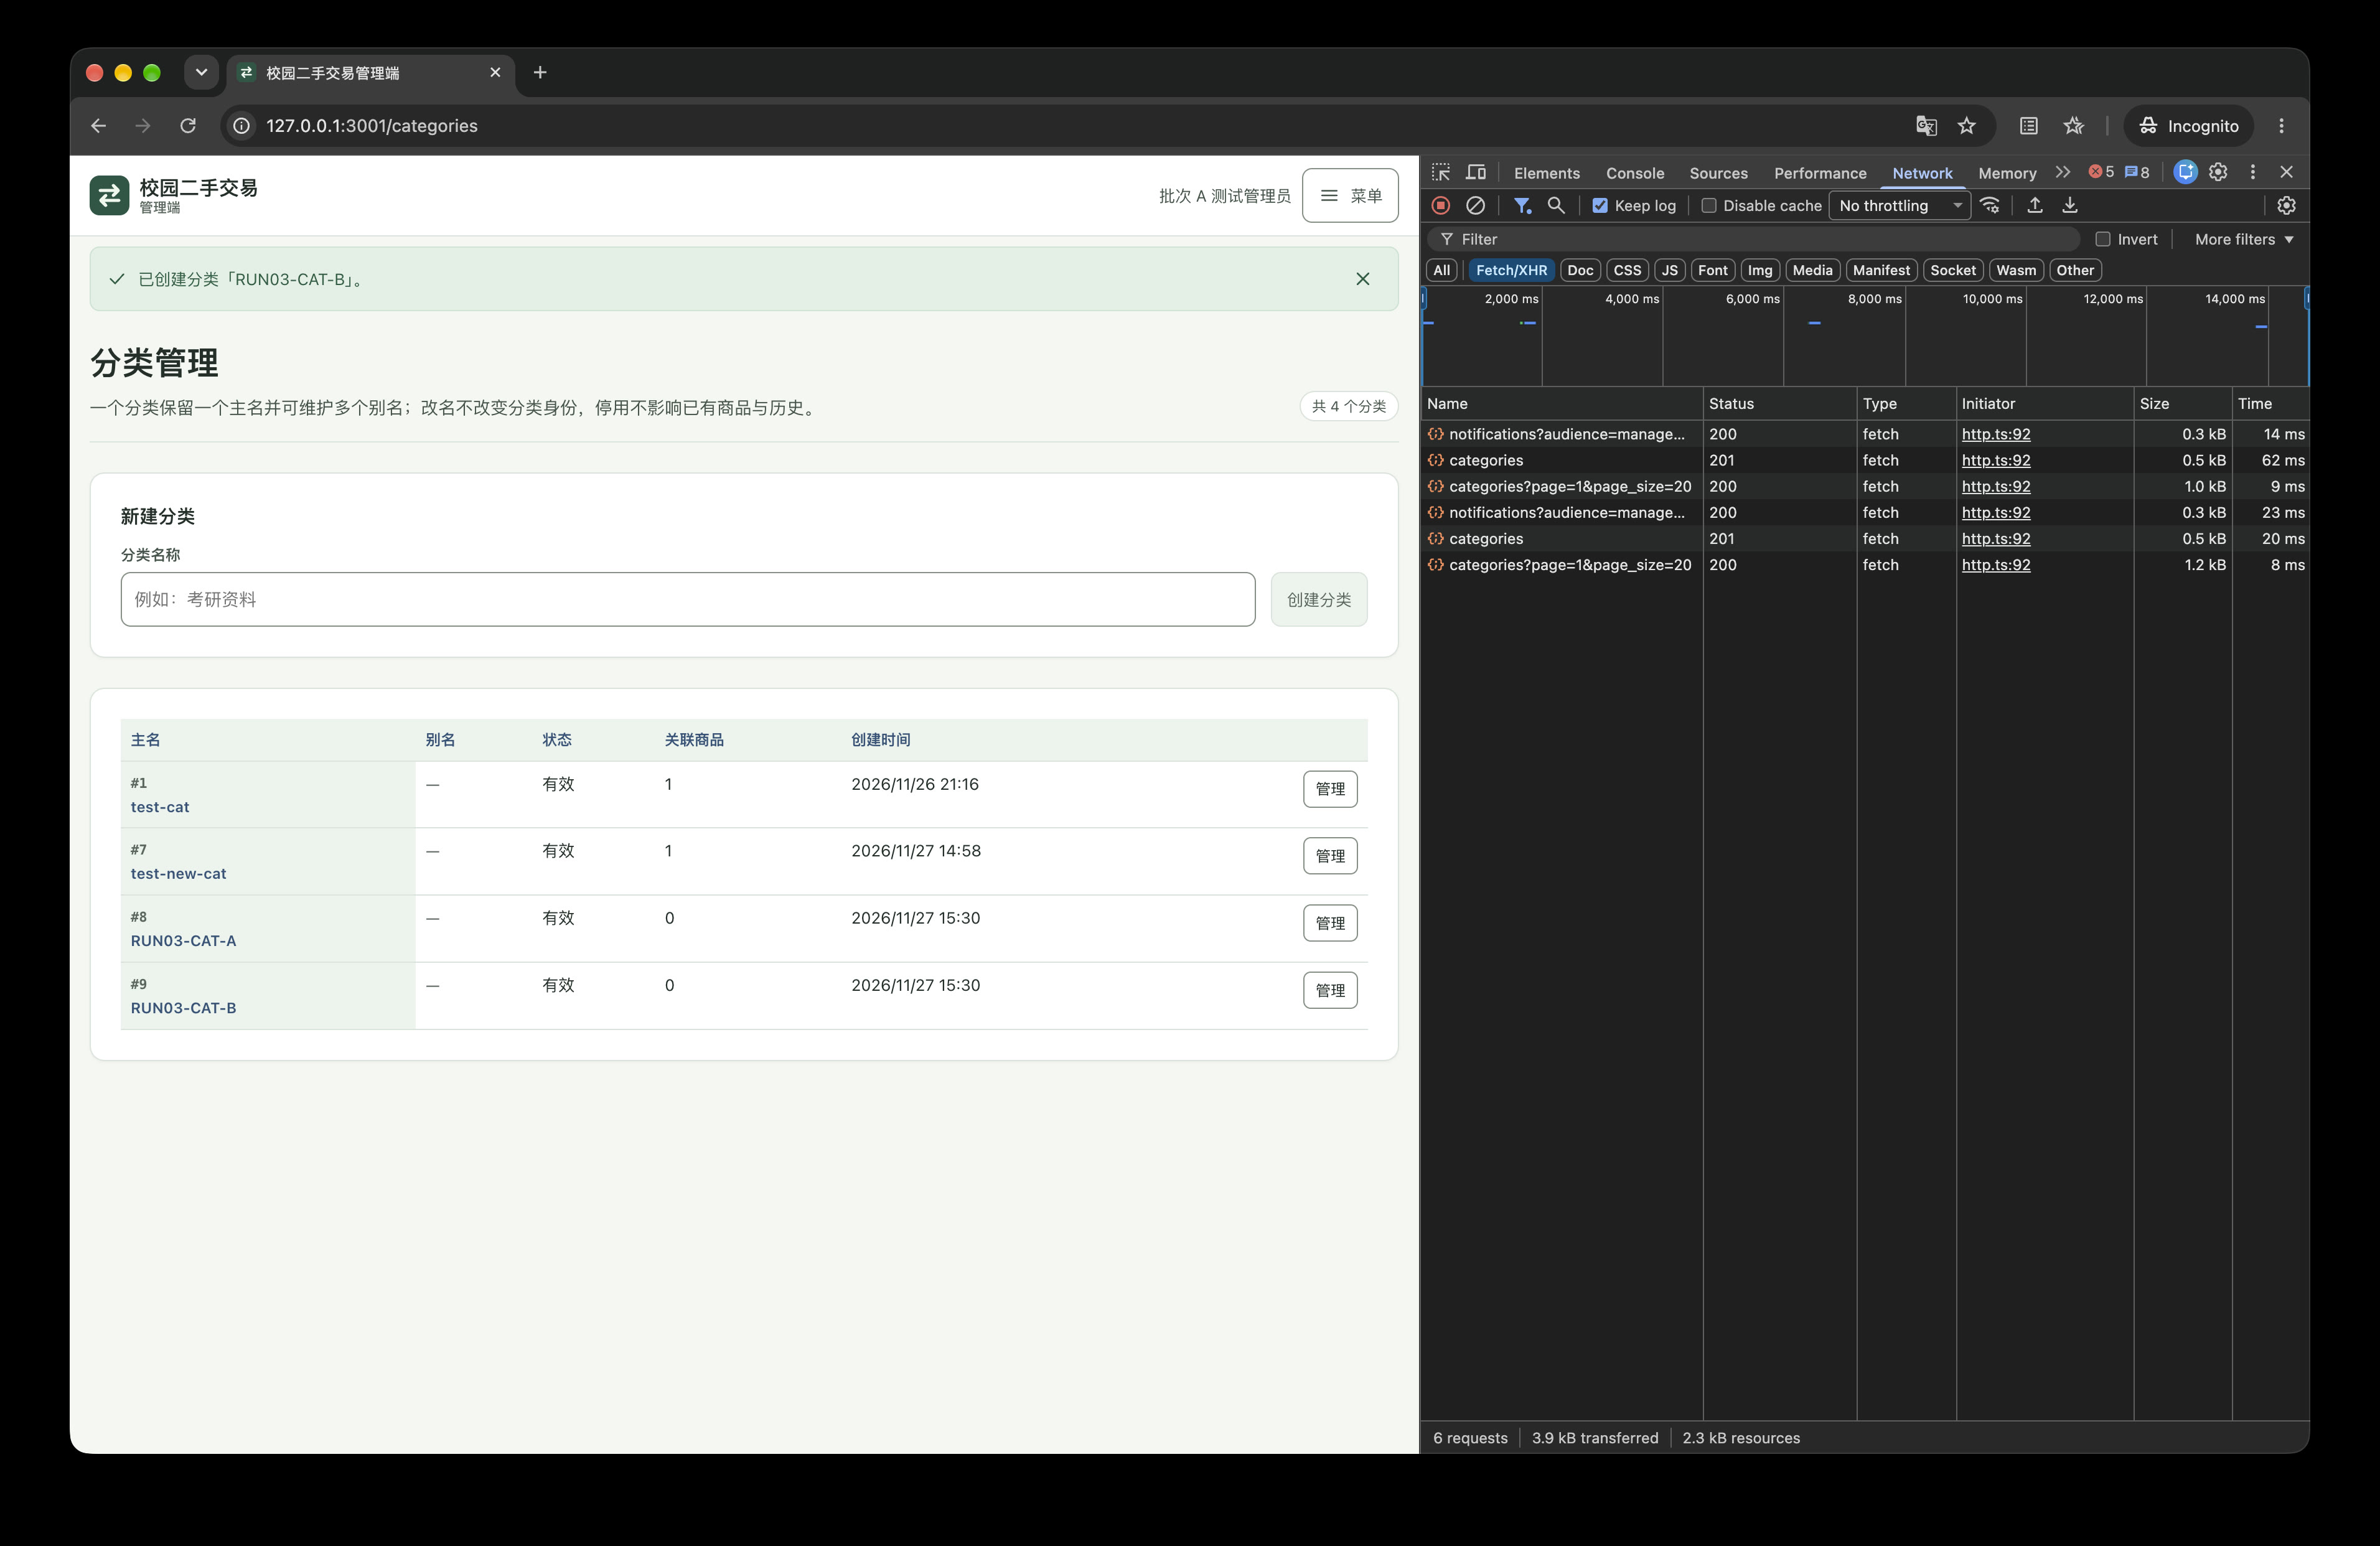 校园二手交易管理端
127.0.0.1:3001/categories
Incognito
校园二手交易
管理端
批次 A 测试管理员
菜单
已创建分类「RUN03-CAT-B」。
分类管理
一个分类保留一个主名并可维护多个别名；改名不改变分类身份，停用不影响已有商品与历史。
共 4 个分类
新建分类
分类名称
例如：考研资料
创建分类
主名 别名 状态 关联商品 创建时间
#1
test-cat — 有效 1 2026/11/26 21:16 管理
#7
test-new-cat — 有效 1 2026/11/27 14:58 管理
#8
RUN03-CAT-A — 有效 0 2026/11/27 15:30 管理
#9
RUN03-CAT-B — 有效 0 2026/11/27 15:30 管理
Elements Console Sources Performance Network Memory 5 8
Keep log Disable cache No throttling
Filter Invert More filters
All Fetch/XHR Doc CSS JS Font Img Media Manifest Socket Wasm Other
2,000 ms 4,000 ms 6,000 ms 8,000 ms 10,000 ms 12,000 ms 14,000 ms
Name Status Type Initiator Size Time
notifications?audience=manage... 200 fetch http.ts:92 0.3 kB 14 ms
categories 201 fetch http.ts:92 0.5 kB 62 ms
categories?page=1&page_size=20 200 fetch http.ts:92 1.0 kB 9 ms
notifications?audience=manage... 200 fetch http.ts:92 0.3 kB 23 ms
categories 201 fetch http.ts:92 0.5 kB 20 ms
categories?page=1&page_size=20 200 fetch http.ts:92 1.2 kB 8 ms
6 requests 3.9 kB transferred 2.3 kB resources